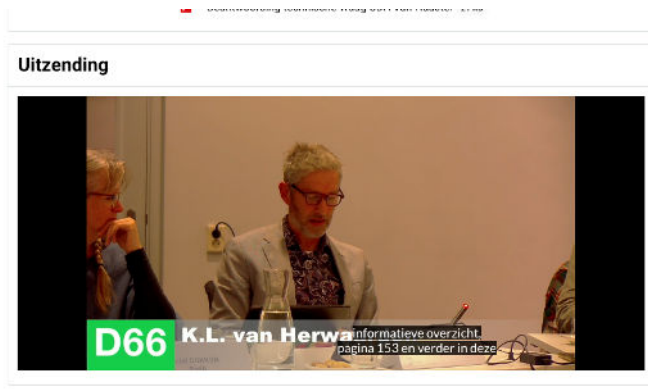 Uitzending
D66
K.L. van Herwa
informatieve overzicht,
pagina 153 en verder in deze